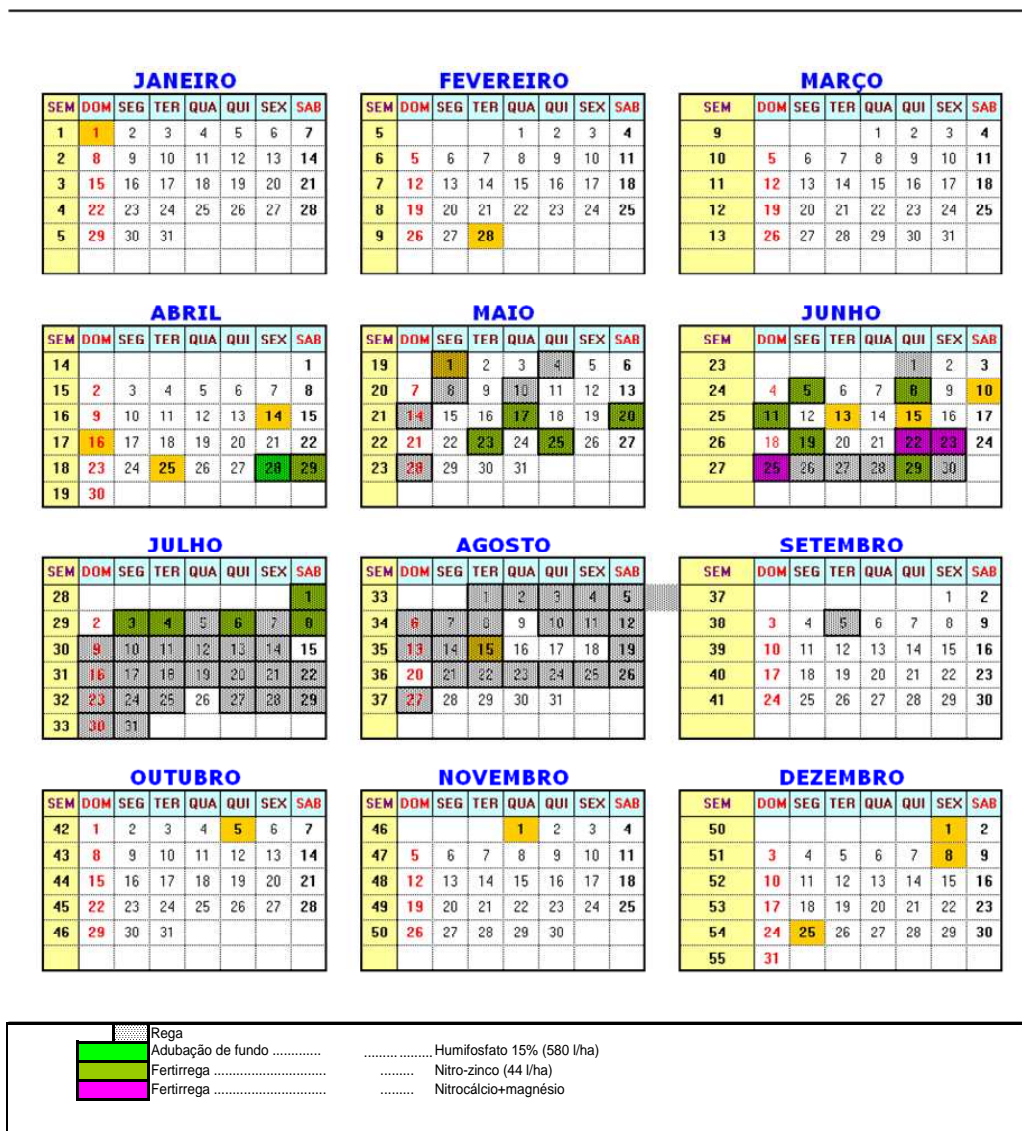 JANEIRO FEVEREIRO MARÇO
SEM DOM SEG TER QUA QUI SEX SAB SEM DOM SEG TER QUA QUI SEX SAB SEM DOM SEG TER QUA QUI SEX SAB
1 1 2 3 4 5 6 7 5 1 2 3 4 9 1 2 3 4
2 8 9 10 11 12 13 14 6 5 6 7 8 9 10 11 10 5 6 7 8 9 10 11
3 15 16 17 18 19 20 21 7 12 13 14 15 16 17 18 11 12 13 14 15 16 17 18
4 22 23 24 25 26 27 28 8 19 20 21 22 23 24 25 12 19 20 21 22 23 24 25
5 29 30 31 9 26 27 28 13 26 27 28 29 30 31
ABRIL MAIO JUNHO
SEM DOM SEG TER QUA QUI SEX SAB SEM DOM SEG TER QUA QUI SEX SAB SEM DOM SEG TER QUA QUI SEX SAB
14 1 19 1 2 3 4 5 6 23 1 2 3
15 2 3 4 5 6 7 8 20 7 8 9 10 11 12 13 24 4 5 6 7 8 9 10
16 9 10 11 12 13 14 15 21 14 15 16 17 18 19 20 25 11 12 13 14 15 16 17
17 16 17 18 19 20 21 22 22 21 22 23 24 25 26 27 26 18 19 20 21 22 23 24
18 23 24 25 26 27 28 29 23 28 29 30 31 27 25 26 27 28 29 30
19 30
JULHO AGOSTO SETEMBRO
SEM DOM SEG TER QUA QUI SEX SAB SEM DOM SEG TER QUA QUI SEX SAB SEM DOM SEG TER QUA QUI SEX SAB
28 1 33 1 2 3 4 5 37 1 2
29 2 3 4 5 6 7 8 34 6 7 8 9 10 11 12 38 3 4 5 6 7 8 9
30 9 10 11 12 13 14 15 35 13 14 15 16 17 18 19 39 10 11 12 13 14 15 16
31 16 17 18 19 20 21 22 36 20 21 22 23 24 25 26 40 17 18 19 20 21 22 23
32 23 24 25 26 27 28 29 37 27 28 29 30 31 41 24 25 26 27 28 29 30
33 30 31
OUTUBRO NOVEMBRO DEZEMBRO
SEM DOM SEG TER QUA QUI SEX SAB SEM DOM SEG TER QUA QUI SEX SAB SEM DOM SEG TER QUA QUI SEX SAB
42 1 2 3 4 5 6 7 46 1 2 3 4 50 1 2
43 8 9 10 11 12 13 14 47 5 6 7 8 9 10 11 51 3 4 5 6 7 8 9
44 15 16 17 18 19 20 21 48 12 13 14 15 16 17 18 52 10 11 12 13 14 15 16
45 22 23 24 25 26 27 28 49 19 20 21 22 23 24 25 53 17 18 19 20 21 22 23
46 29 30 31 50 26 27 28 29 30 54 24 25 26 27 28 29 30
55 31
Rega
Adubação de fundo ............. .................. Humifosfato 15% (580 l/ha)
Fertirrega .............................. ......... Nitro-zinco (44 l/ha)
Fertirrega .............................. ......... Nitrocálcio+magnésio